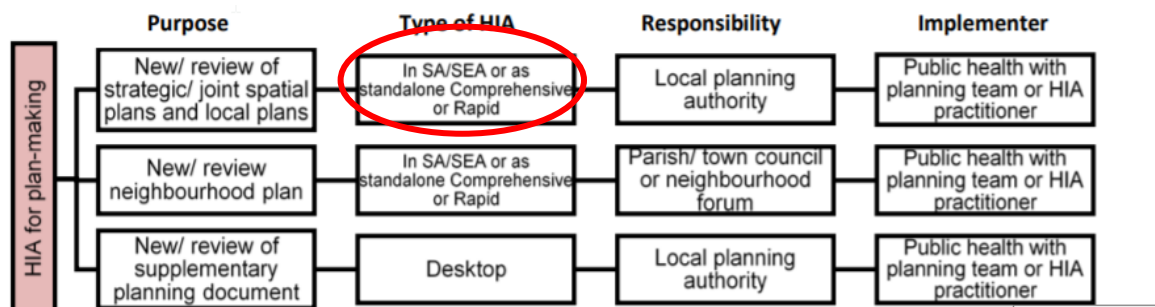 Purpose
Type of HIA
Responsibility
Implementer
HIA for plan-making
New/ review of
strategic/ joint spatial
plans and local plans
In SA/SEA or as
standalone Comprehensive
or Rapid
Local planning
authority
Public health with
planning team or HIA
practitioner
New/ review
neighbourhood plan
In SA/SEA or as
standalone Comprehensive
or Rapid
Parish/ town council
or neighbourhood
forum
Public health with
planning team or HIA
practitioner
New/ review of
supplementary
planning document
Desktop
Local planning
authority
Public health with
planning team or HIA
practitioner